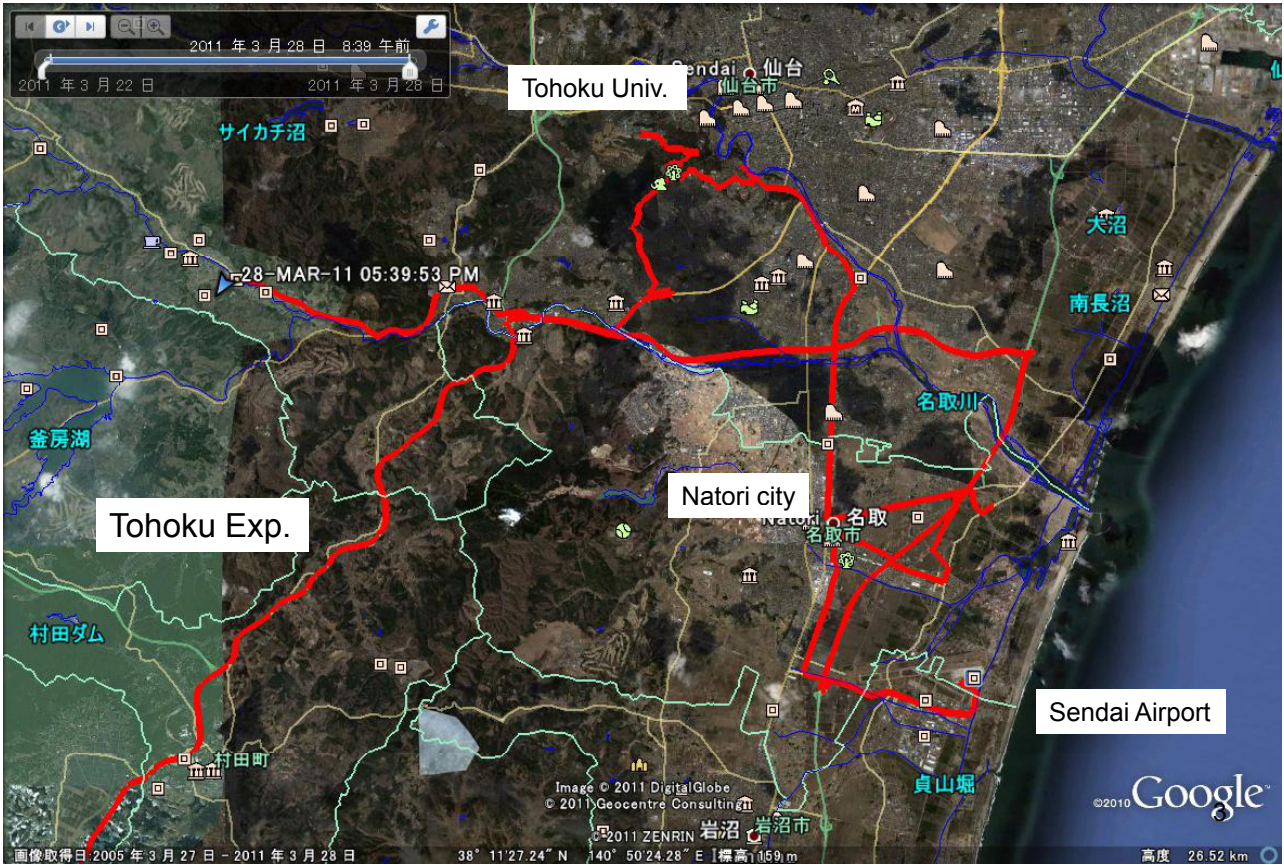 2011 年 3 月 28 日 8:39 午前
2011 年 3 月 22 日
2011 年 3 月 28 日
Sendai 仙台
仙台市
Tohoku Univ.
サイカチ沼
大沼
28-MAR-11 05:39:53 PM
南長沼
名取川
釜房湖
Natori city
Tohoku Exp.
Natori 名取
名取市
村田ダム
Sendai Airport
村田町
貞山堀
Image © 2011 DigitalGlobe
© 2011 Geocentre Consulting
© 2011 ZENRIN
岩沼
岩沼市
©2010 Google™
3
画像取得日:2005 年 3 月 27 日 - 2011 年 3 月 28 日
38° 11'27.24" N 140° 50'24.28" E 標高 159 m
高度 26.52 km